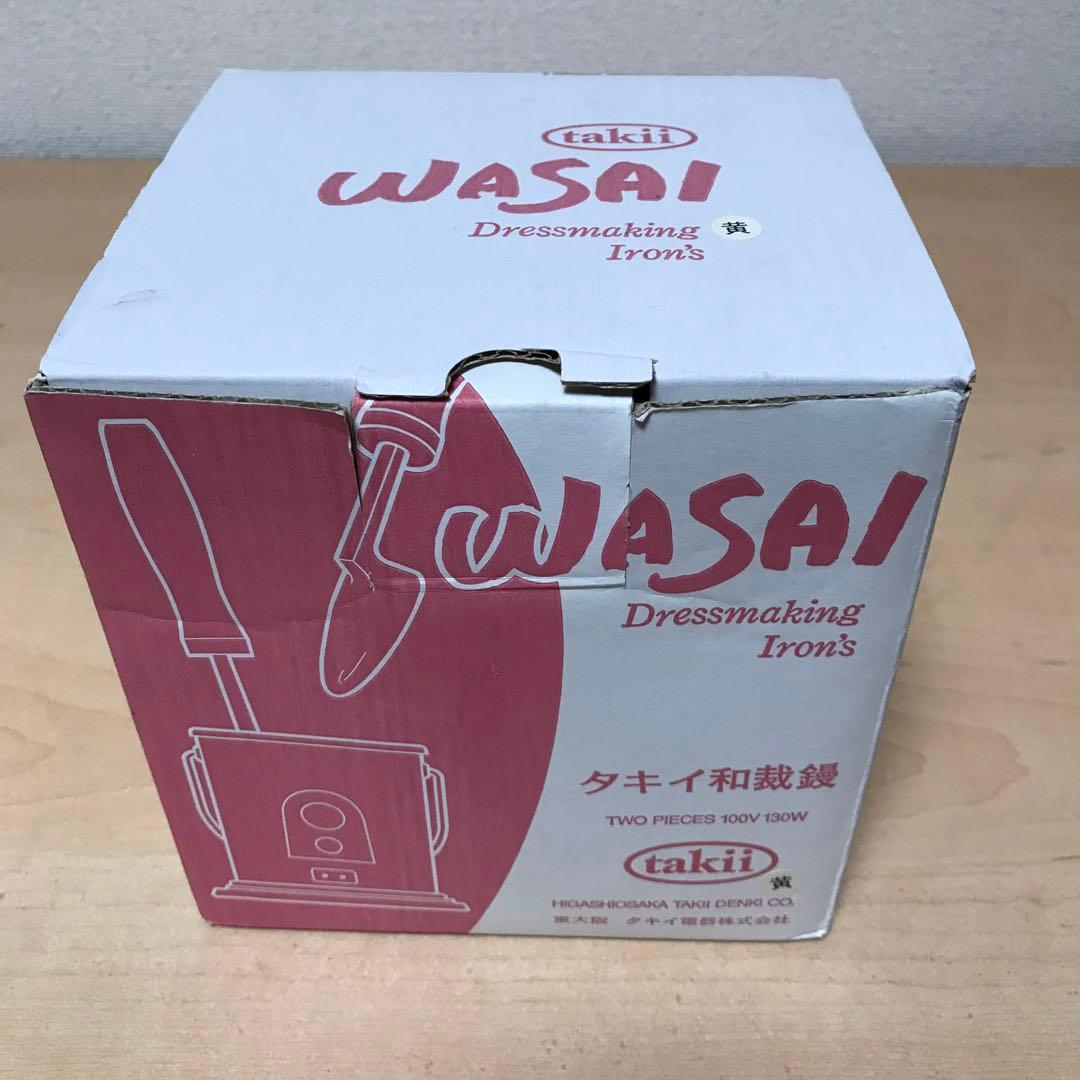 takii
WASAI
Dressmaking 黄
Iron's
WASAI
Dressmaking
Iron's
タキイ和裁鏝
TWO PIECES 100V 130W
takii
黄
HIGASHIOSAKA TAKII DENKI CO.
東大阪 タキイ電器株式会社